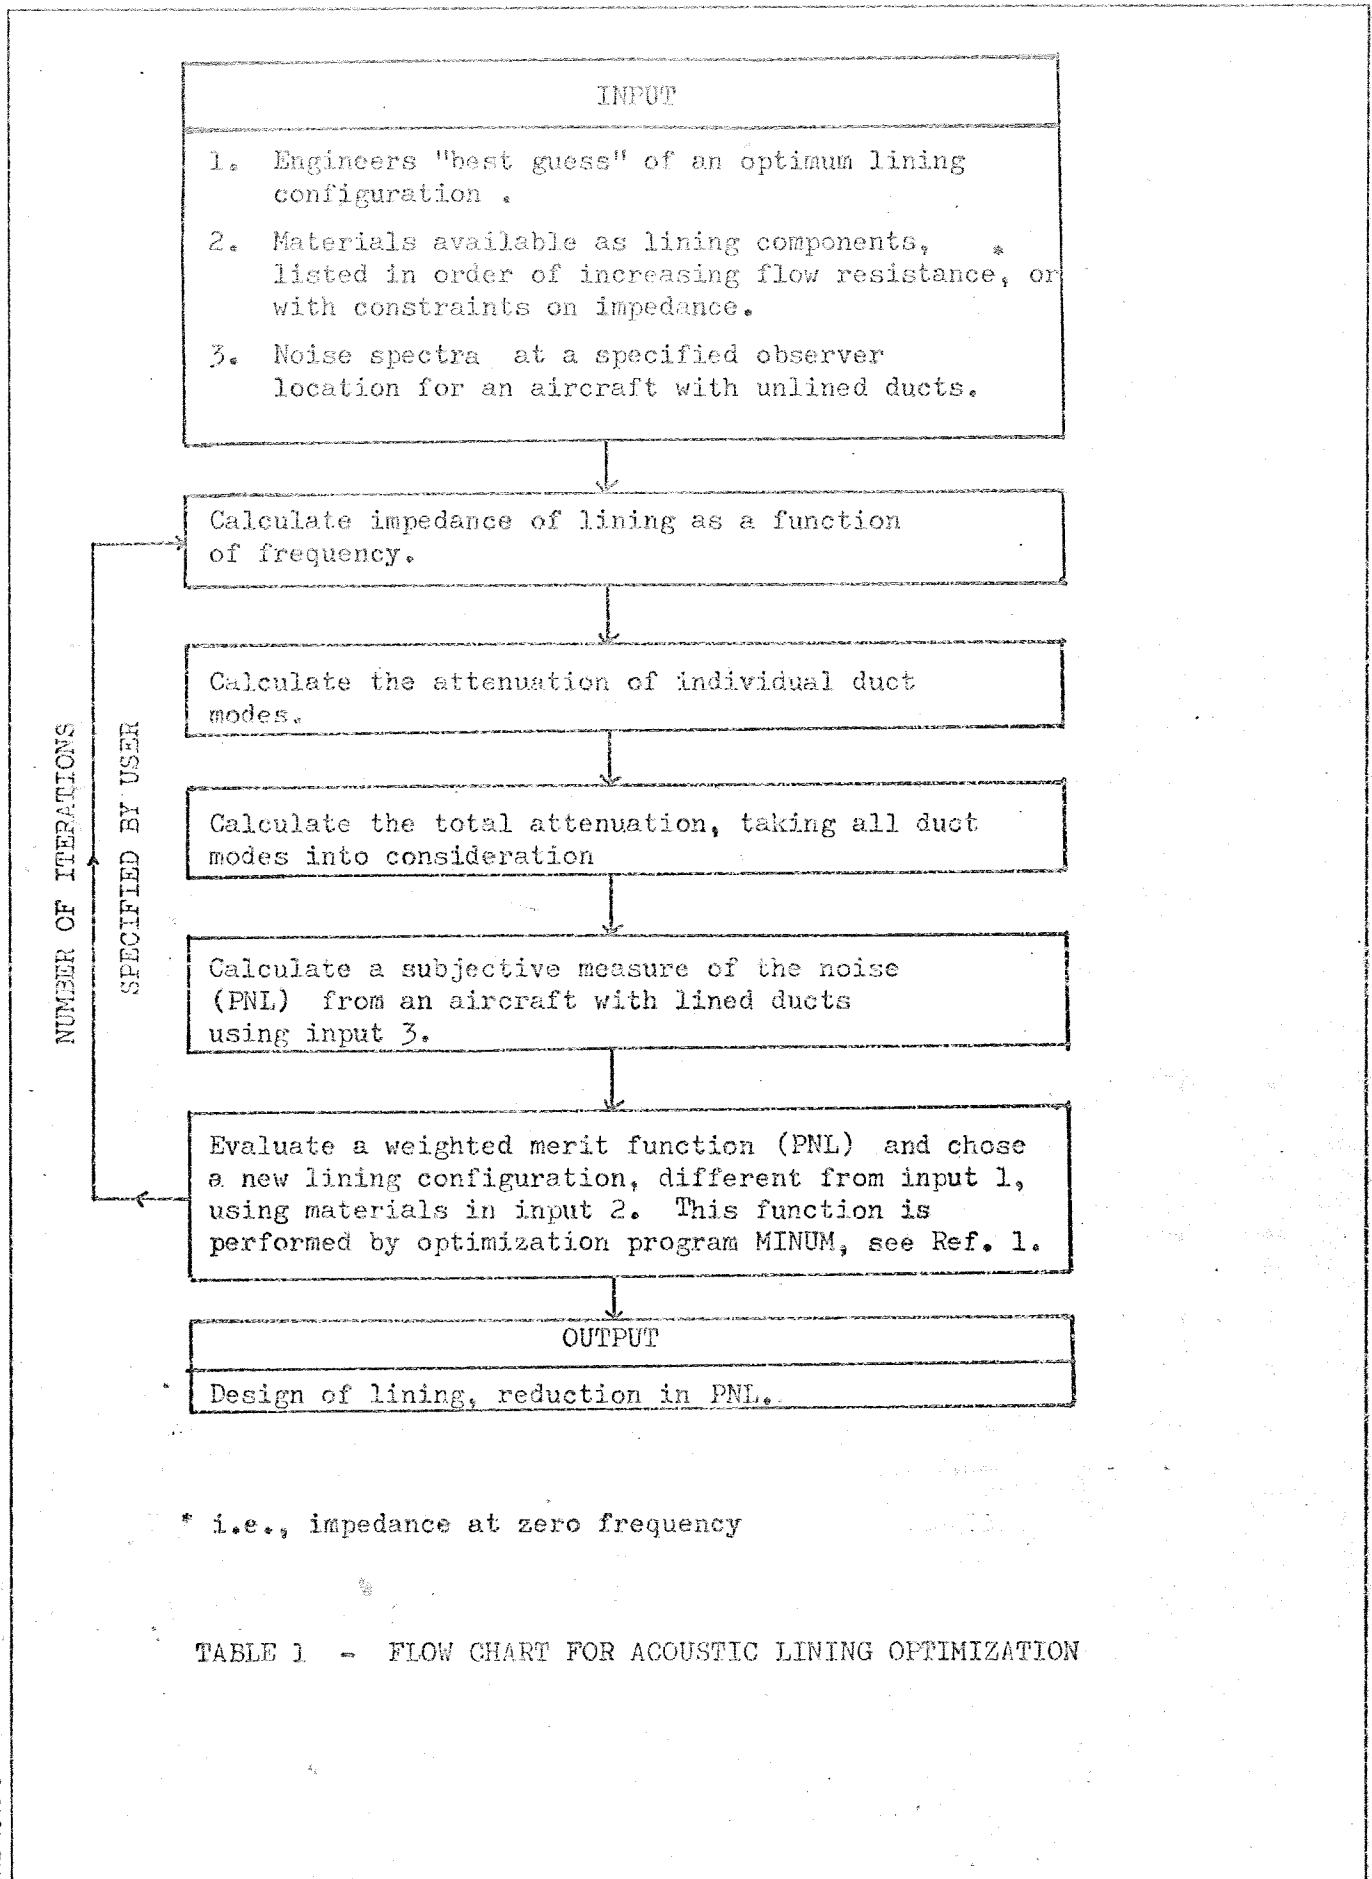 INPUT
1. Engineers "best guess" of an optimum lining
configuration .
2. Materials available as lining components, *
listed in order of increasing flow resistance, or
with constraints on impedance.
3. Noise spectra at a specified observer
location for an aircraft with unlined ducts.
Calculate impedance of lining as a function
of frequency.
Calculate the attenuation of individual duct
modes.
Calculate the total attenuation, taking all duct
modes into consideration
Calculate a subjective measure of the noise
(PNL) from an aircraft with lined ducts
using input 3.
Evaluate a weighted merit function (PNL) and chose
a new lining configuration, different from input 1,
using materials in input 2. This function is
performed by optimization program MINUM, see Ref. 1.
NUMBER OF ITERATIONS
SPECIFIED BY USER
OUTPUT
Design of lining, reduction in PNL.
* i.e., impedance at zero frequency
TABLE 1 - FLOW CHART FOR ACOUSTIC LINING OPTIMIZATION